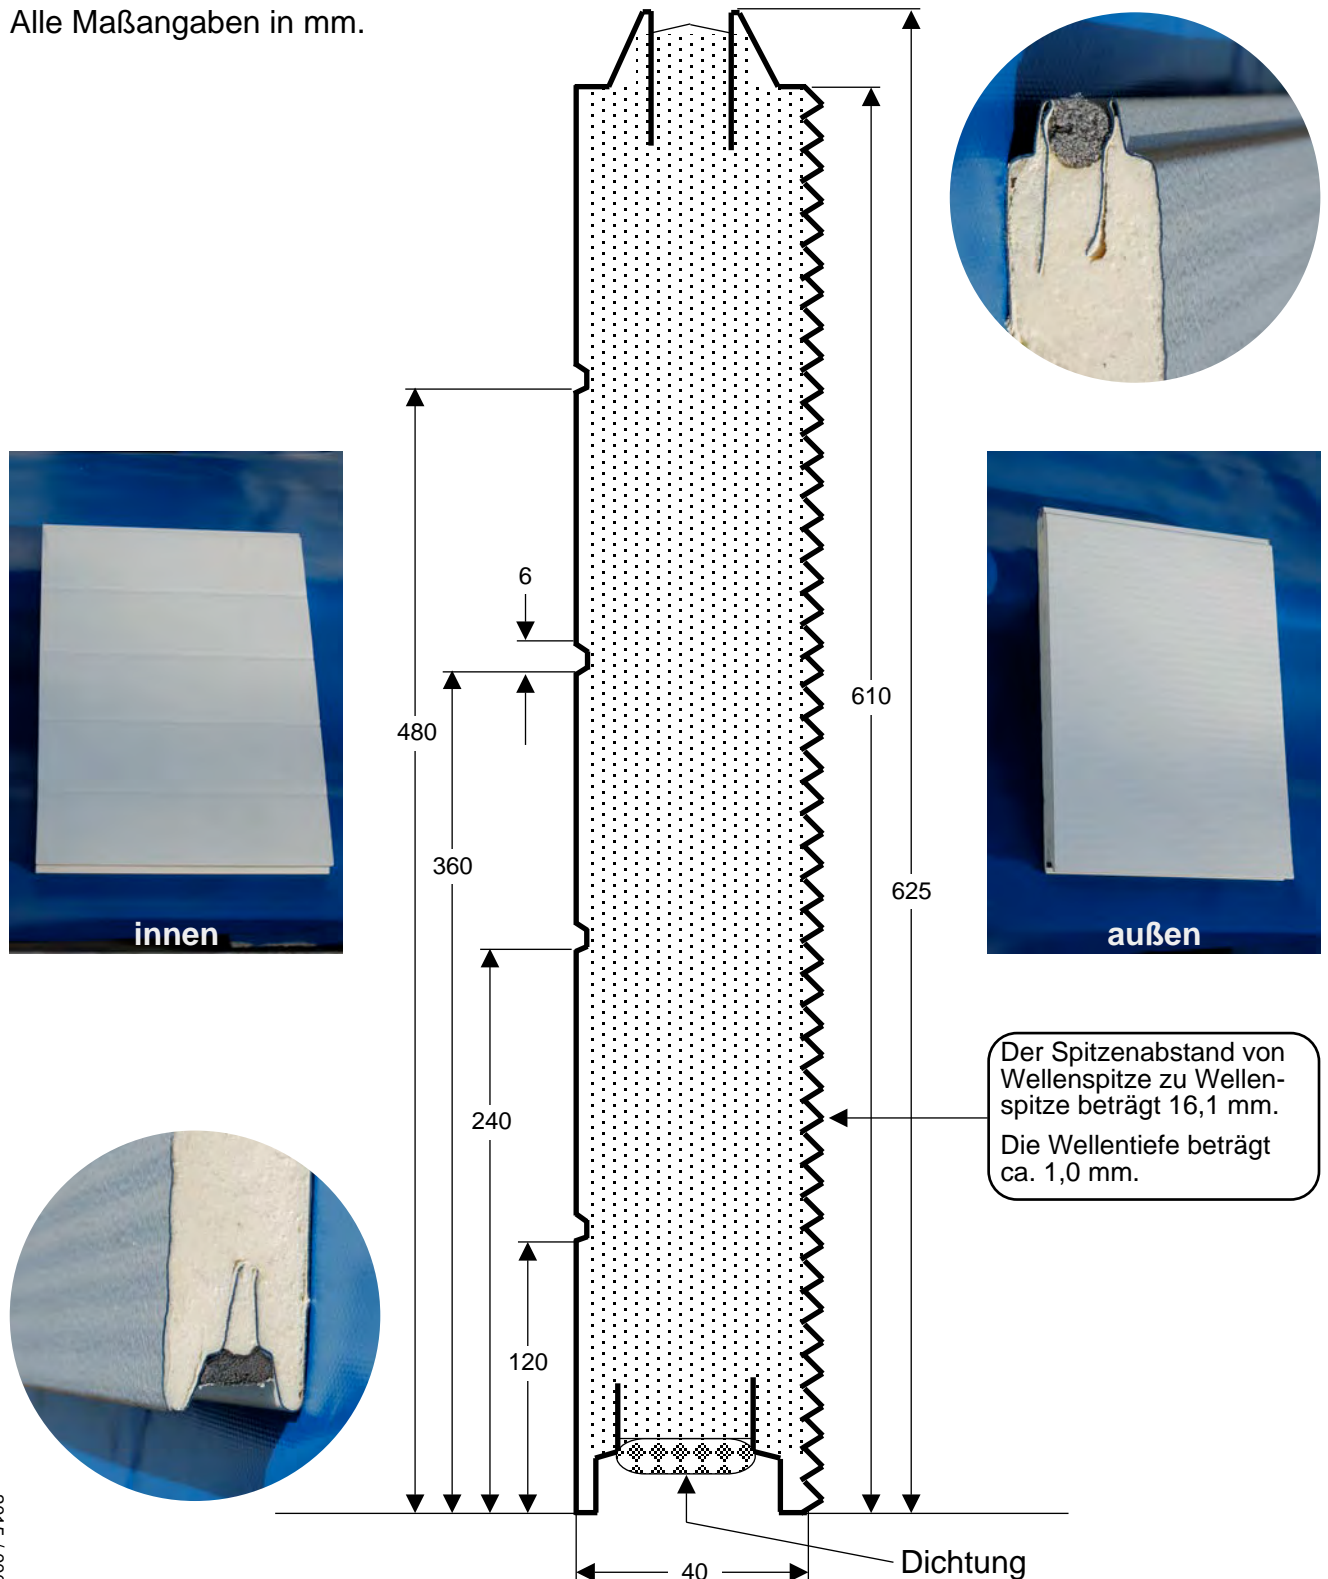 Alle Maßangaben in mm.
6
480
610
360
625
innen
außen
Der Spitzenabstand von
Wellenspitze zu Wellen-
spitze beträgt 16,1 mm.
Die Wellentiefe beträgt
ca. 1,0 mm.
240
120
Dichtung
40